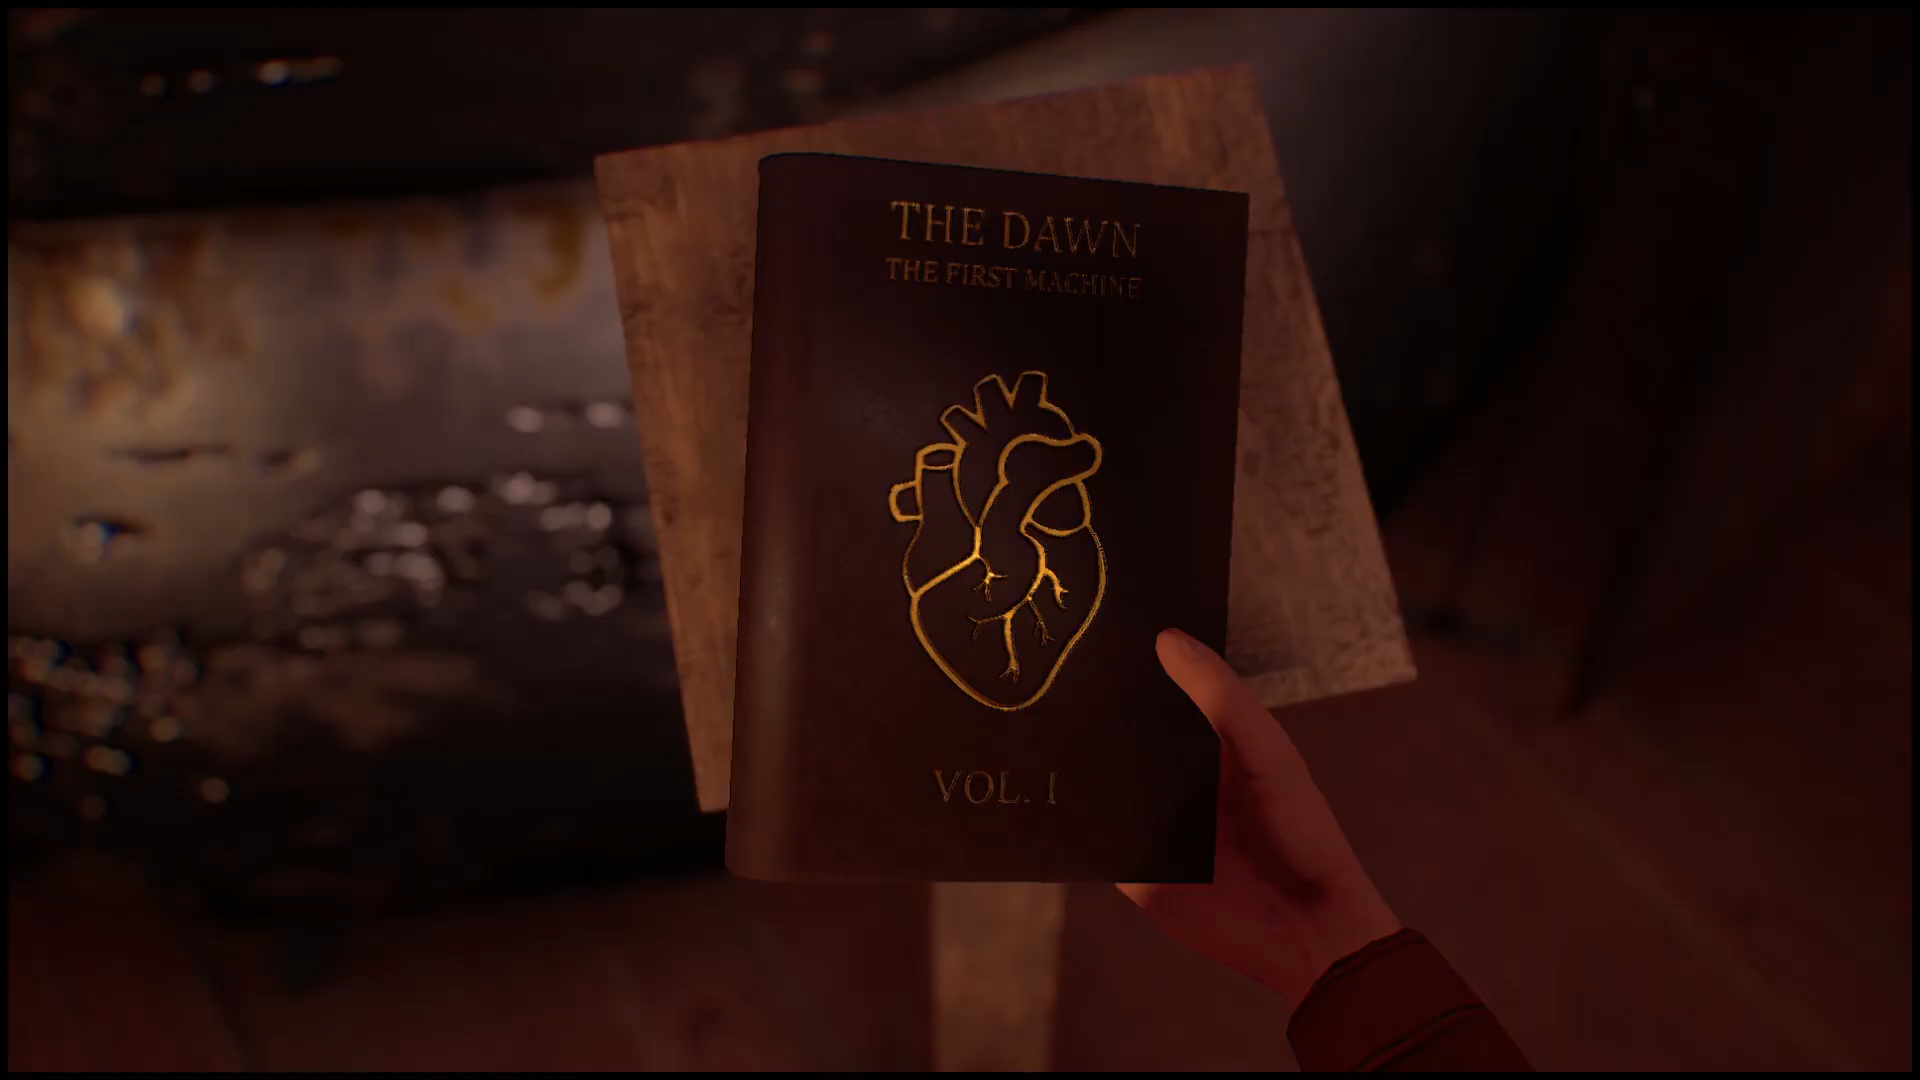 THE DAWN
THE FIRST MACHINE
VOL. I